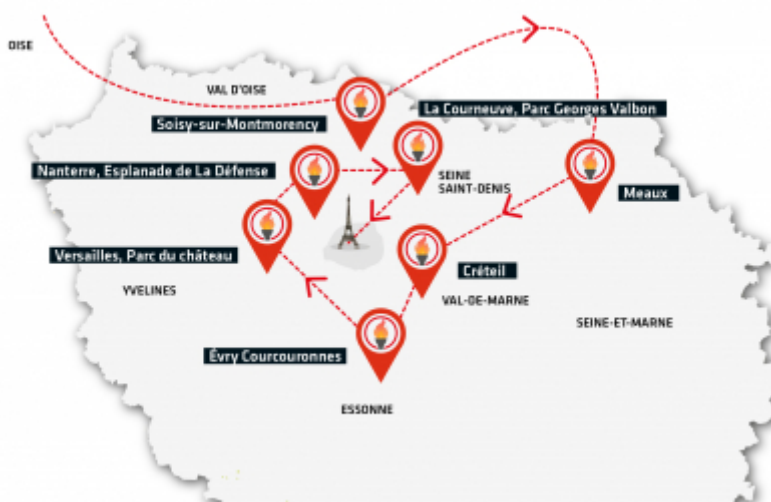 OISE
VAL D'OISE
La Courneuve, Parc Georges Valbon
Soisy-sur-Montmorency
Nanterre, Esplanade de La Défense
SEINE
SAINT-DENIS
Meaux
Versailles, Parc du château
Créteil
YVELINES
VAL-DE-MARNE
SEINE-ET-MARNE
Évry Courcouronnes
ESSONNE